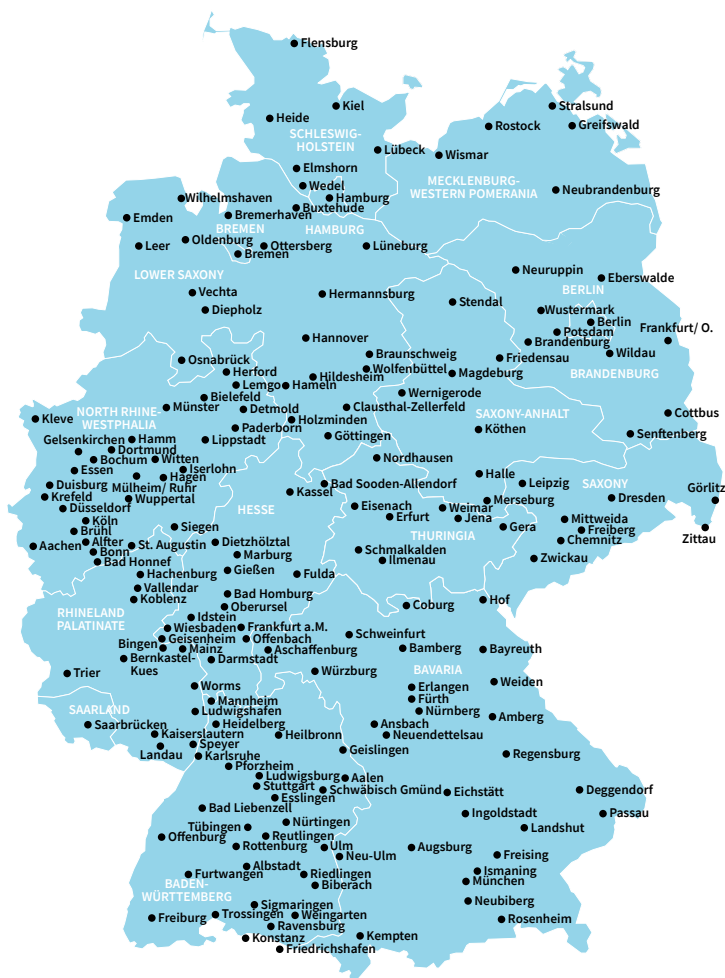 Flensburg
Kiel
Stralsund
Heide
Rostock
Greifswald
SCHLESWIG-
HOLSTEIN
Lübeck
Wismar
Elmshorn
MECKLENBURG-
WESTERN POMERANIA
Wedel
Neubrandenburg
Wilhelmshaven
Hamburg
Buxtehude
Emden
Bremerhaven
BREMEN
HAMBURG
Leer
Oldenburg
Ottersberg
Lüneburg
Bremen
LOWER SAXONY
Neuruppin
Eberswalde
BERLIN
Vechta
Hermannsburg
Stendal
Diepholz
Wustermark
Berlin
Frankfurt/ O.
Potsdam
Hannover
Brandenburg
Braunschweig
Friedensau
Wildau
Osnabrück
Wolfenbüttel
Herford
Hildesheim
Magdeburg
BRANDENBURG
Lemgo
Hameln
Wernigerode
Bielefeld
Münster
Detmold
Clausthal-Zellerfeld
NORTH RHINE-
WESTPHALIA
SAXONY-ANHALT
Cottbus
Kleve
Holzminden
Paderborn
Köthen
Senftenberg
Gelsenkirchen
Hamm
Lippstadt
Göttingen
Dortmund
Bochum
Witten
Nordhausen
Essen
Iserlohn
Halle
Hagen
Duisburg
Mülheim/ Ruhr
Bad Sooden-Allendorf
Leipzig
SAXONY
Görlitz
Krefeld
Wuppertal
Kassel
Merseburg
Dresden
Düsseldorf
HESSE
Eisenach
Weimar
Köln
Erfurt
Jena
Mittweida
Brühl
Siegen
Gera
Freiberg
THURINGIA
Zittau
Aachen
Alfter
St. Augustin
Dietzhölztal
Chemnitz
Bonn
Schmalkalden
Bad Honnef
Marburg
Ilmenau
Zwickau
Hachenburg
Gießen
Fulda
Vallendar
Koblenz
Bad Homburg
Hof
RHINELAND
PALATINATE
Oberursel
Coburg
Idstein
Wiesbaden
Frankfurt a.M.
Geisenheim
Offenbach
Schweinfurt
Bingen
Mainz
Aschaffenburg
Bamberg
Bayreuth
Bernkastel-
Kues
Darmstadt
Trier
Würzburg
BAVARIA
Weiden
Worms
Erlangen
Mannheim
Fürth
SAARLAND
Ludwigshafen
Nürnberg
Amberg
Saarbrücken
Heidelberg
Ansbach
Kaiserslautern
Heilbronn
Neuendettelsau
Speyer
Landau
Geislingen
Karlsruhe
Regensburg
Pforzheim
Ludwigsburg
Aalen
Stuttgart
Schwäbisch Gmünd
Eichstätt
Deggendorf
Esslingen
Bad Liebenzell
Ingolstadt
Passau
Nürtingen
Tübingen
Landshut
Offenburg
Reutlingen
Rottenburg
Ulm
Augsburg
Neu-Ulm
Freising
Albstadt
Ismaning
Furtwangen
Riedlingen
München
BADEN-
WÜRTTEMBERG
Biberach
Neubiberg
Sigmaringen
Freiburg
Trossingen
Weingarten
Rosenheim
Ravensburg
Konstanz
Kempten
Friedrichshafen